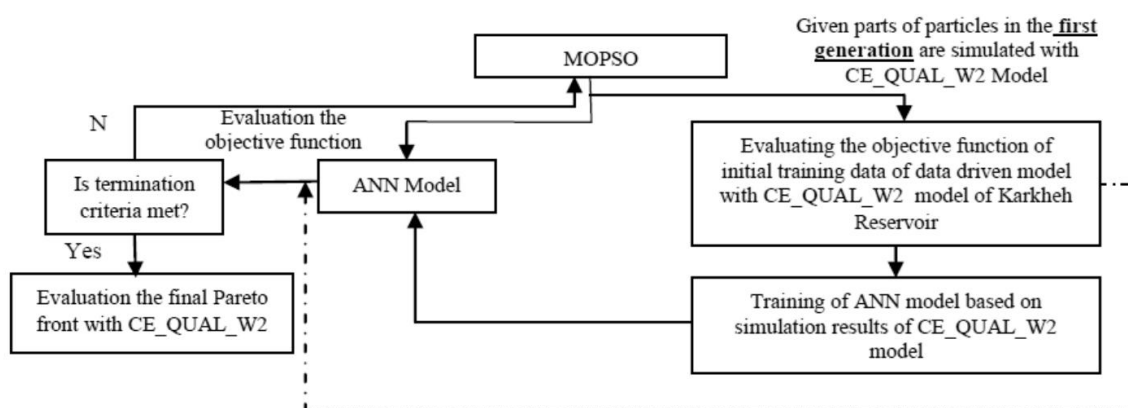 Given parts of particles in the first
generation are simulated with
CE_QUAL_W2 Model
MOPSO
N
Evaluation the
objective function
Is termination
criteria met?
ANN Model
Evaluating the objective function of
initial training data of data driven model
with CE_QUAL_W2 model of Karkheh
Reservoir
Yes
Evaluation the final Pareto
front with CE_QUAL_W2
Training of ANN model based on
simulation results of CE_QUAL_W2
model